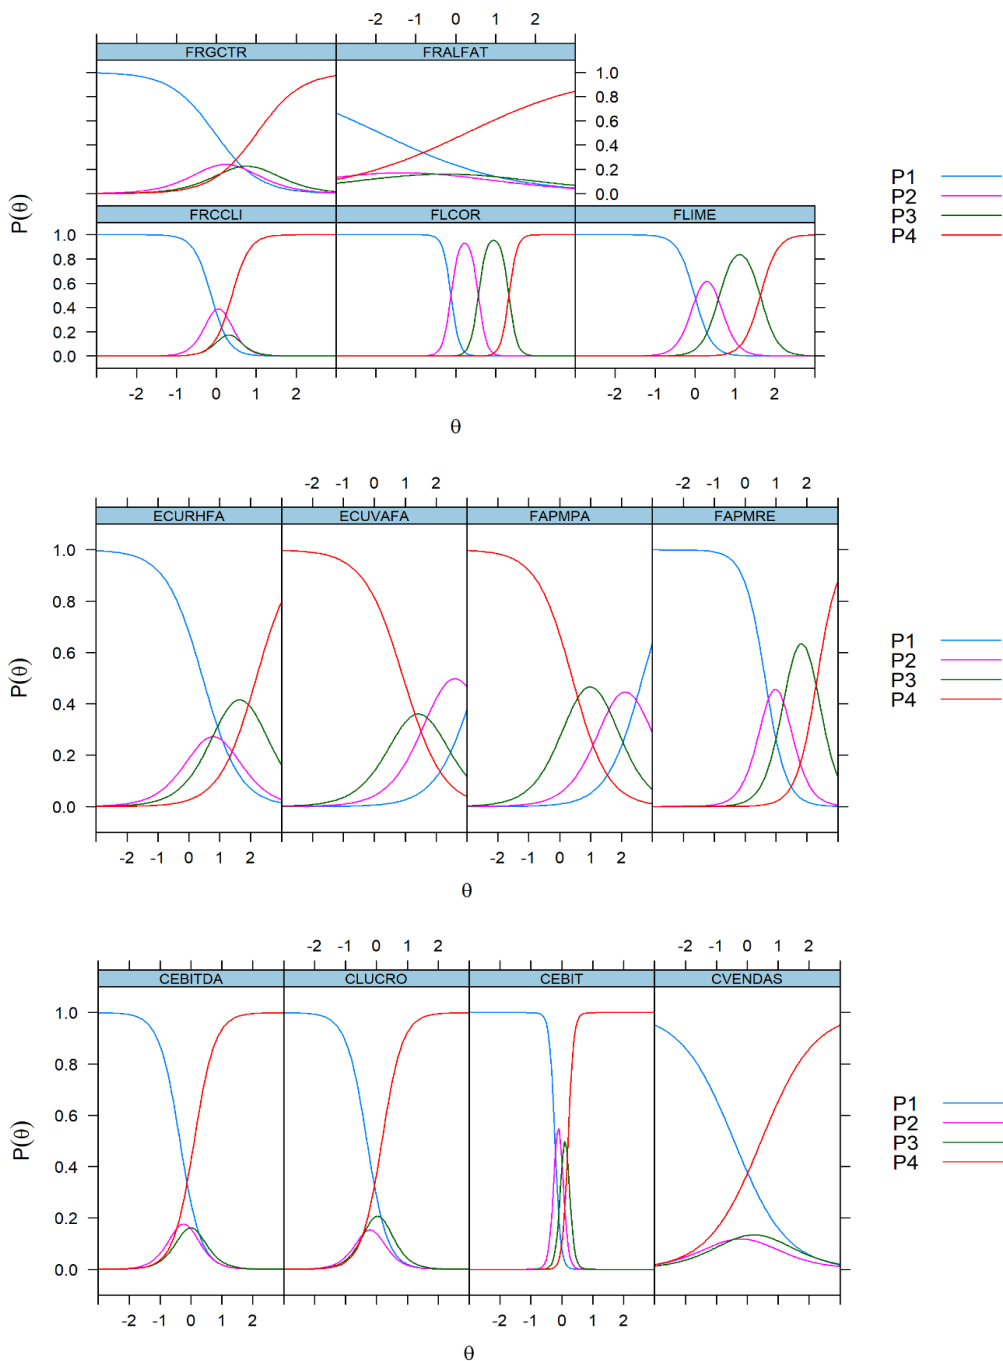 -2 -1 0 1 2
FRGCTR FRALFAT
1.0
0.8
0.6
0.4
0.2
0.0
P(θ)
FRCCLI FLCOR FLIME
1.0
0.8
0.6
0.4
0.2
0.0
-2 -1 0 1 2 -2 -1 0 1 2
θ
P1
P2
P3
P4
-2 -1 0 1 2 -2 -1 0 1 2
ECURHFA ECUVAFA FAPMPA FAPMRE
1.0
0.8
0.6
0.4
0.2
0.0
P(θ)
-2 -1 0 1 2 -2 -1 0 1 2
θ
P1
P2
P3
P4
-2 -1 0 1 2 -2 -1 0 1 2
CEBITDA CLUCRO CEBIT CVENDAS
1.0
0.8
0.6
0.4
0.2
0.0
P(θ)
-2 -1 0 1 2 -2 -1 0 1 2
θ
P1
P2
P3
P4